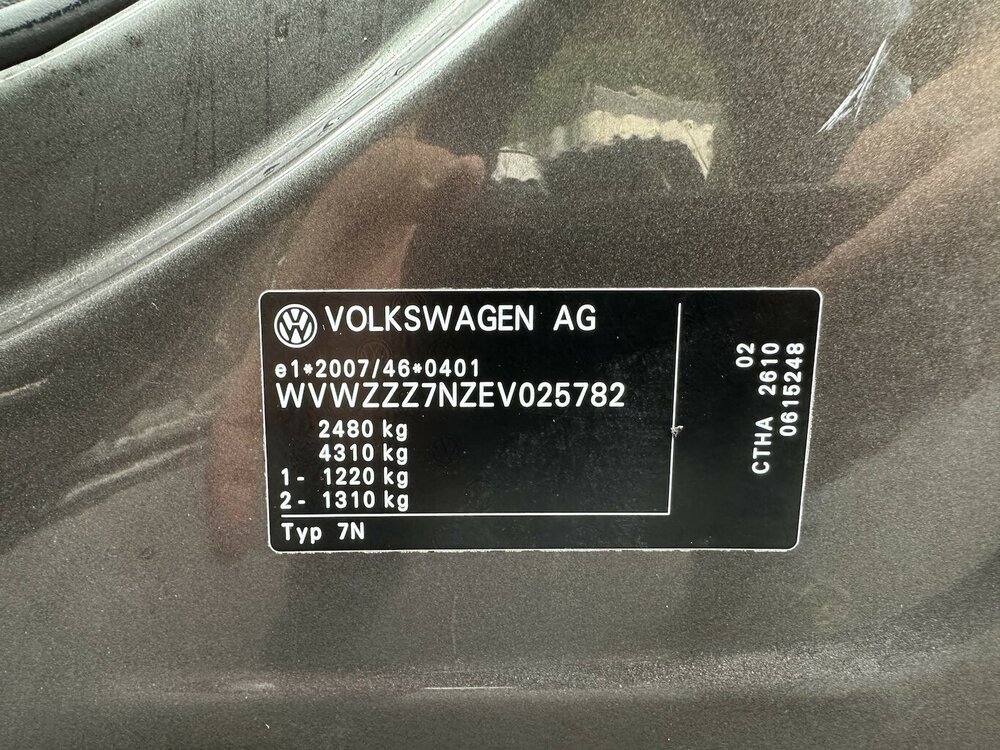 VOLKSWAGEN AG
e1*2007/46*0401
WVWZZZ7NZEV025782
2480 kg
4310 kg
1- 1220 kg
2- 1310 kg
Typ 7N
02
CTHA 2610
0615248